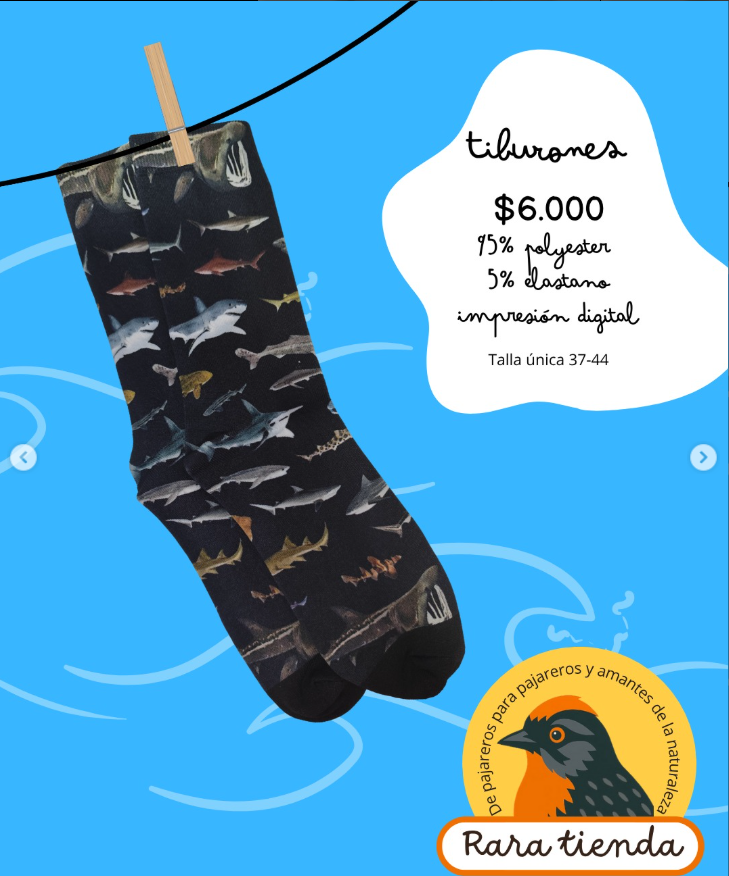 tiburones
$6.000
95% polyester
5% elastano
impresión digital
Talla única 37-44
De pajareros para pajareros y amantes de la naturaleza
Rara tienda